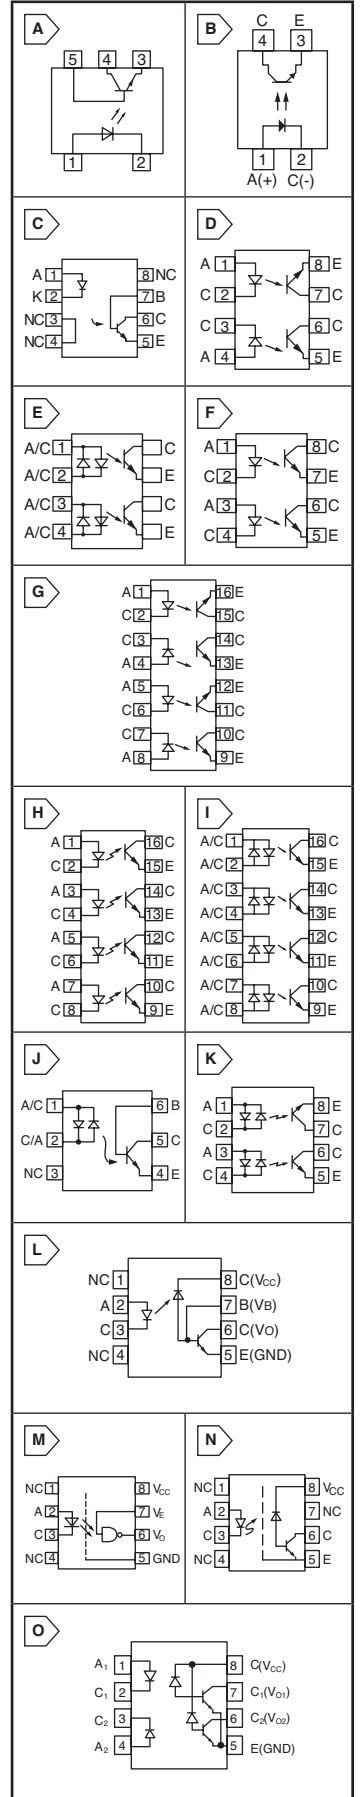 A
5 4 3
1 2
B
C E
4 3
1 2
A(+) C(-)
C
A 1 8 NC
K 2 7 B
NC 3 6 C
NC 4 5 E
D
A 1 8 E
C 2 7 C
C 3 6 C
A 4 5 E
E
A/C 1 C
A/C 2 E
A/C 3 C
A/C 4 E
F
A 1 8 C
C 2 7 E
A 3 6 C
C 4 5 E
G
A 1 16 E
C 2 15 C
C 3 14 C
A 4 13 E
A 5 12 E
C 6 11 C
C 7 10 C
A 8 9 E
H
A 1 16 C
C 2 15 E
A 3 14 C
C 4 13 E
A 5 12 C
C 6 11 E
A 7 10 C
C 8 9 E
I
A/C 1 16 C
A/C 2 15 E
A/C 3 14 C
A/C 4 13 E
A/C 5 12 C
A/C 6 11 E
A/C 7 10 C
A/C 8 9 E
J
A/C 1 6 B
C/A 2 5 C
NC 3 4 E
K
A 1 8 E
C 2 7 C
A 3 6 C
C 4 5 E
L
NC 1 8 C(VCC)
A 2 7 B(VB)
C 3 6 C(VO)
NC 4 5 E(GND)
M
NC 1 8 VCC
A 2 7 VE
C 3 6 VO
NC 4 5 GND
N
NC 1 8 VCC
A 2 7 NC
C 3 6 C
NC 4 5 E
O
A1 1 8 C(VCC)
C1 2 7 C1(VO1)
C2 3 6 C2(VO2)
A2 4 5 E(GND)